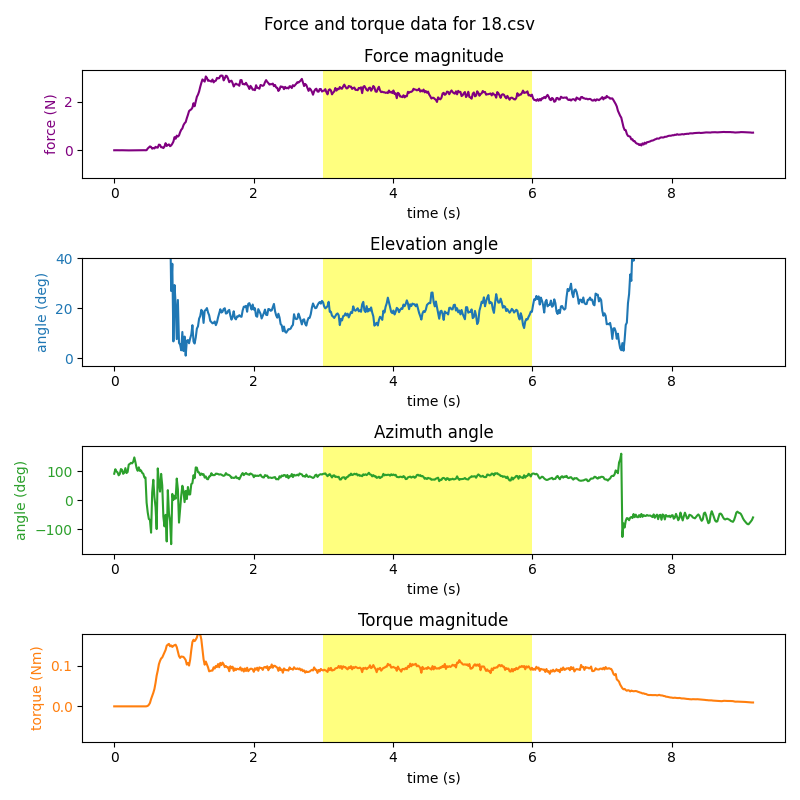 Force and torque data for 18.csv
Force magnitude
force (N)
2
0
0 2 4 6 8
time (s)
Elevation angle
angle (deg)
40
20
0
0 2 4 6 8
time (s)
Azimuth angle
angle (deg)
100
0
−100
0 2 4 6 8
time (s)
Torque magnitude
torque (Nm)
0.1
0.0
0 2 4 6 8
time (s)